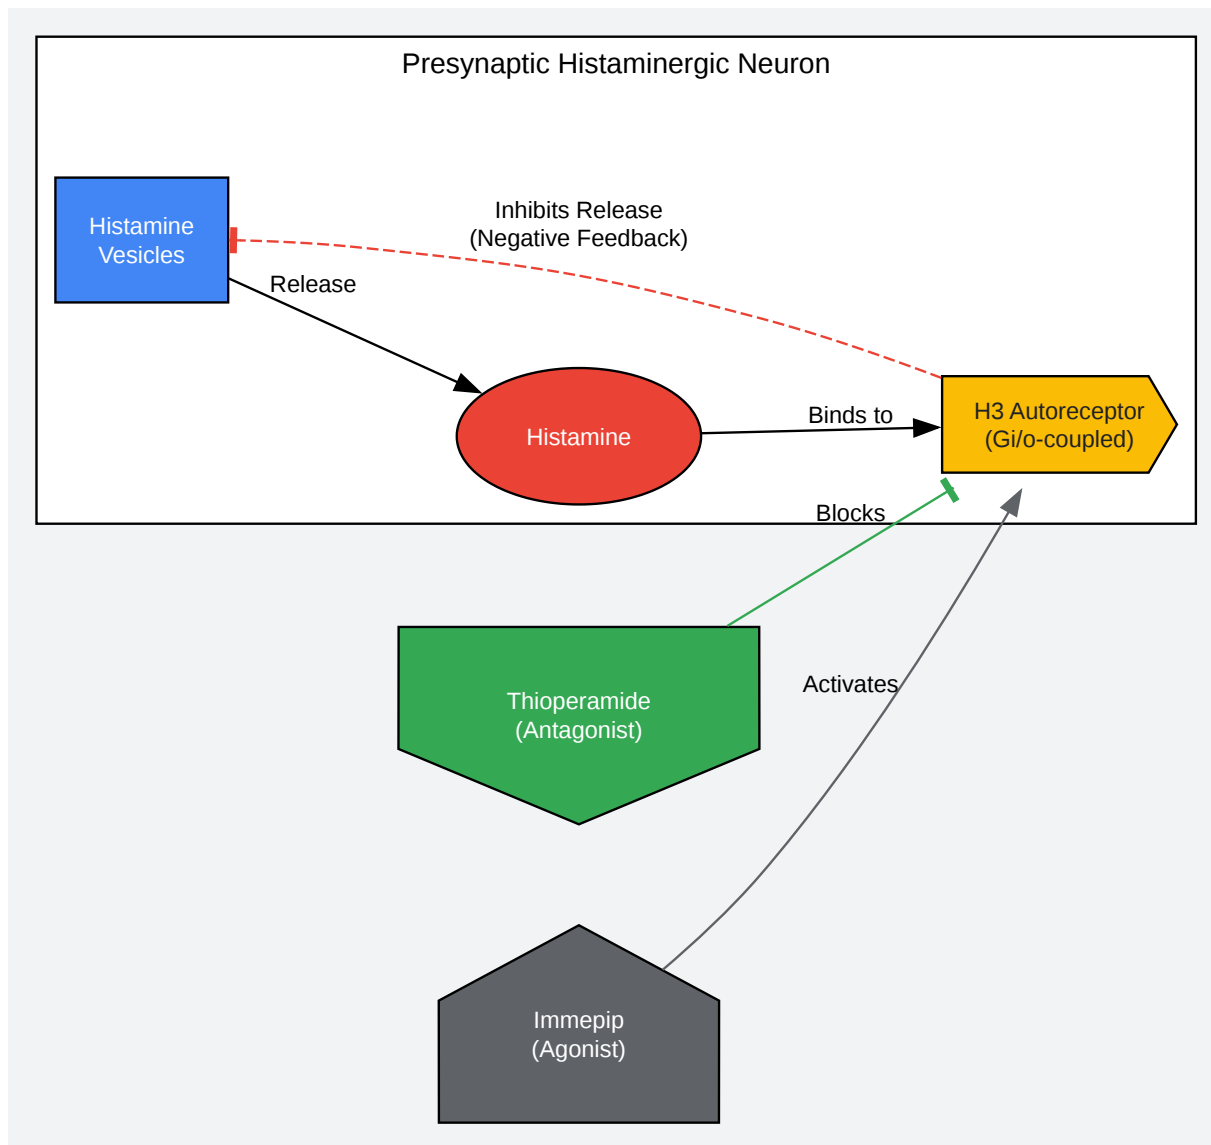 Presynaptic Histaminergic Neuron
Histamine
Vesicles
Inhibits Release
(Negative Feedback)
Release
Histamine
Binds to
H3 Autoreceptor
(Gi/o-coupled)
Blocks
Thioperamide
(Antagonist)
Activates
Immepip
(Agonist)